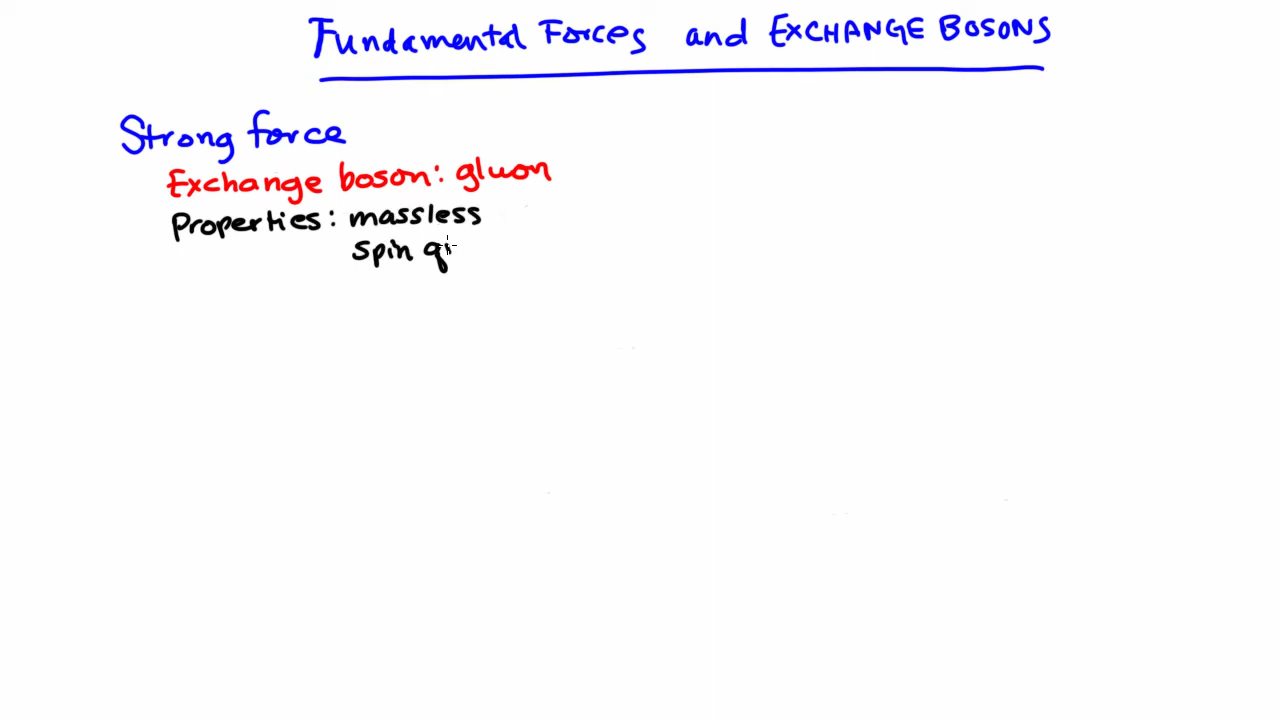 Fundamental Forces and EXCHANGE BOSONS
Strong force
Exchange boson: gluon
Properties: massless
Spin